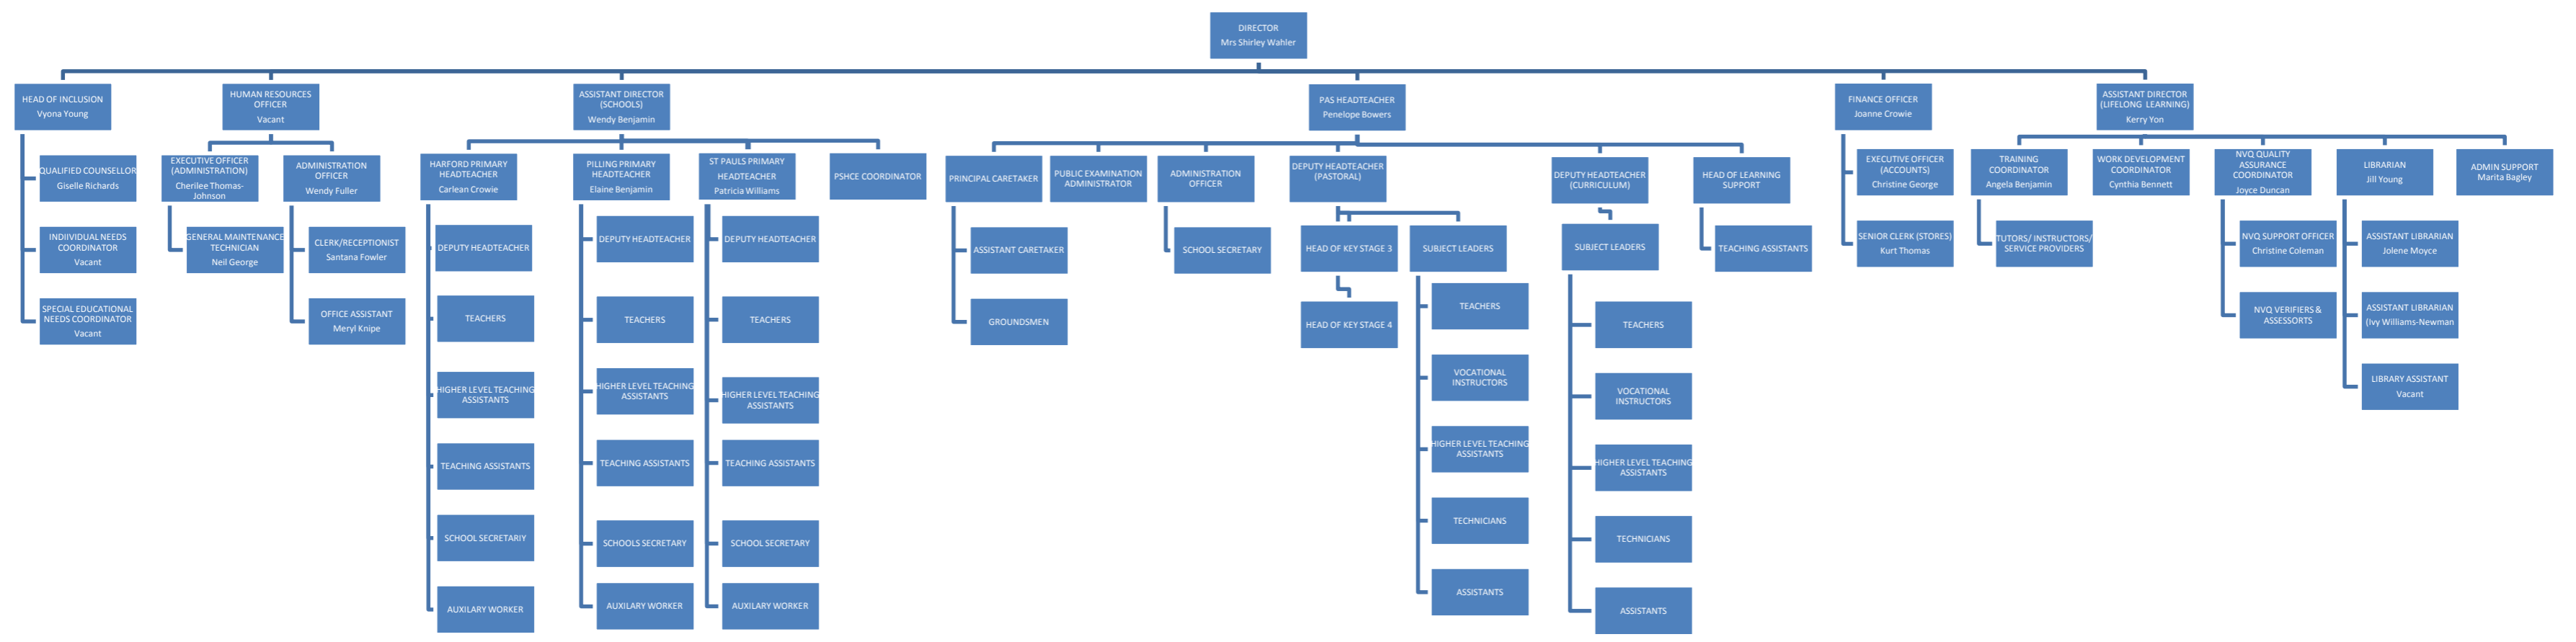 DIRECTOR
Mrs Shirley Wahler
HEAD OF INCLUSION
Vyona Young
HUMAN RESOURCES
OFFICER
Vacant
ASSISTANT DIRECTOR
(SCHOOLS)
Wendy Benjamin
PAS HEADTEACHER
Penelope Bowers
FINANCE OFFICER
Joanne Crowie
ASSISTANT DIRECTOR
(LIFELONG LEARNING)
Kerry Yon
QUALIFIED COUNSELLOR
Giselle Richards
INDIIVIDUAL NEEDS
COORDINATOR
Vacant
SPECIAL EDUCATIONAL
NEEDS COORDINATOR
Vacant
EXECUTIVE OFFICER
(ADMINISTRATION)
Cherilee Thomas-
Johnson
GENERAL MAINTENANCE
TECHNICIAN
Neil George
ADMINISTRATION
OFFICER
Wendy Fuller
CLERK/RECEPTIONIST
Santana Fowler
OFFICE ASSISTANT
Meryl Knipe
HARFORD PRIMARY
HEADTEACHER
Carlean Crowie
DEPUTY HEADTEACHER
TEACHERS
HIGHER LEVEL TEACHING
ASSISTANTS
TEACHING ASSISTANTS
SCHOOL SECRETARIY
AUXILARY WORKER
PILLING PRIMARY
HEADTEACHER
Elaine Benjamin
DEPUTY HEADTEACHER
TEACHERS
HIGHER LEVEL TEACHING
ASSISTANTS
TEACHING ASSISTANTS
SCHOOLS SECRETARY
AUXILARY WORKER
ST PAULS PRIMARY
HEADTEACHER
Patricia Williams
DEPUTY HEADTEACHER
TEACHERS
HIGHER LEVEL TEACHING
ASSISTANTS
TEACHING ASSISTANTS
SCHOOL SECRETARY
AUXILARY WORKER
PSHCE COORDINATOR
PRINCIPAL CARETAKER
ASSISTANT CARETAKER
GROUNDSMEN
PUBLIC EXAMINATION
ADMINISTRATOR
ADMINISTRATION
OFFICER
SCHOOL SECRETARY
DEPUTY HEADTEACHER
(PASTORAL)
HEAD OF KEY STAGE 3
HEAD OF KEY STAGE 4
SUBJECT LEADERS
TEACHERS
VOCATIONAL
INSTRUCTORS
HIGHER LEVEL TEACHING
ASSISTANTS
TECHNICIANS
ASSISTANTS
DEPUTY HEADTEACHER
(CURRICULUM)
SUBJECT LEADERS
TEACHERS
VOCATIONAL
INSTRUCTORS
HIGHER LEVEL TEACHING
ASSISTANTS
TECHNICIANS
ASSISTANTS
HEAD OF LEARNING
SUPPORT
TEACHING ASSISTANTS
EXECUTIVE OFFICER
(ACCOUNTS)
Christine George
SENIOR CLERK (STORES)
Kurt Thomas
TRAINING
COORDINATOR
Angela Benjamin
TUTORS/ INSTRUCTORS/
SERVICE PROVIDERS
WORK DEVELOPMENT
COORDINATOR
Cynthia Bennett
NVQ QUALITY
ASSURANCE
COORDINATOR
Joyce Duncan
NVQ SUPPORT OFFICER
Christine Coleman
NVQ VERIFIERS &
ASSESSORTS
LIBRARIAN
Jill Young
ASSISTANT LIBRARIAN
Jolene Moyce
ASSISTANT LIBRARIAN
(Ivy Williams-Newman
LIBRARY ASSISTANT
Vacant
ADMIN SUPPORT
Marita Bagley